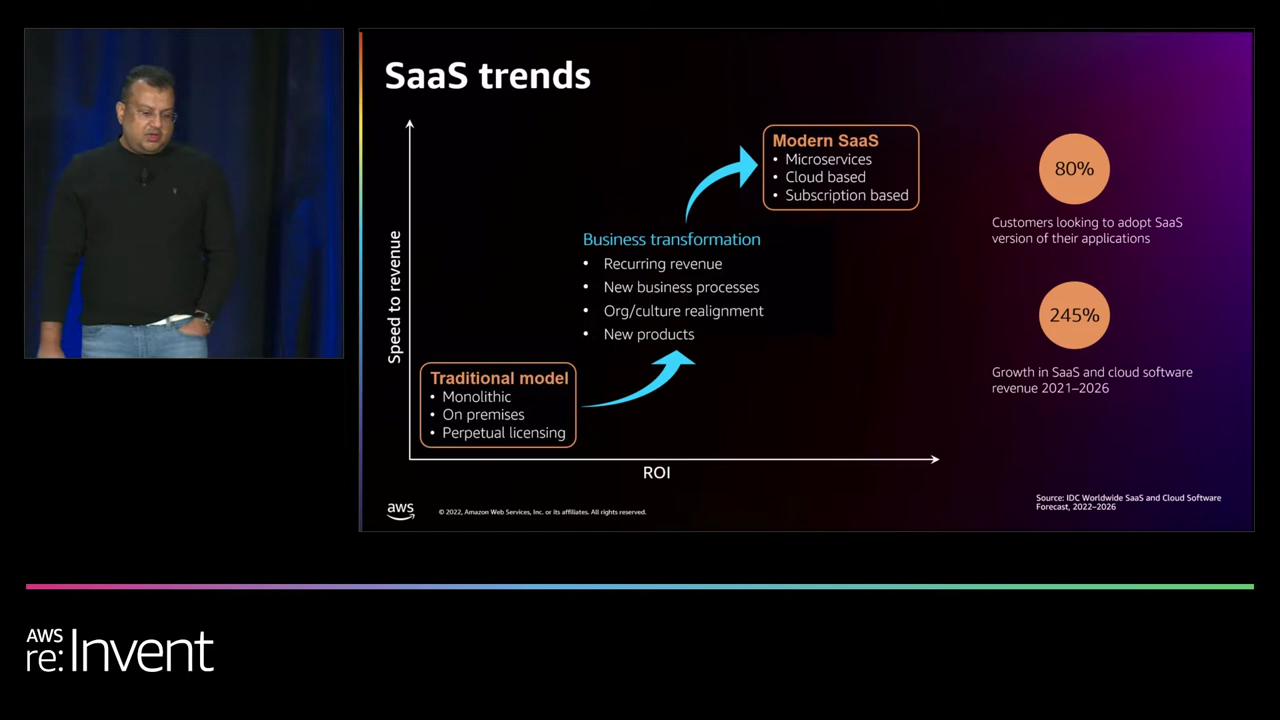 SaaS trends
Speed to revenue
Modern SaaS
• Microservices
• Cloud based
• Subscription based
Business transformation
• Recurring revenue
• New business processes
• Org/culture realignment
• New products
Traditional model
• Monolithic
• On premises
• Perpetual licensing
ROI
80%
Customers looking to adopt SaaS
version of their applications
245%
Growth in SaaS and cloud software
revenue 2021–2026
Source: IDC Worldwide SaaS and Cloud Software
Forecast, 2022–2026
aws
© 2022, Amazon Web Services, Inc. or its affiliates. All rights reserved.
AWS
re:Invent